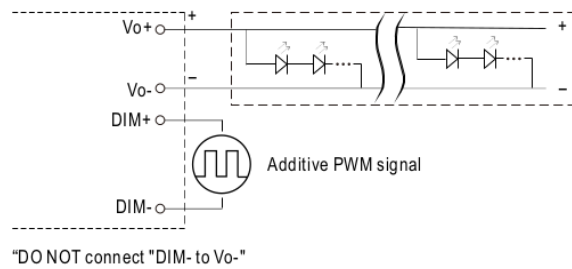 Vo+ + +
Vo- − −
DIM+
Additive PWM signal
DIM-
“DO NOT connect "DIM- to Vo-"